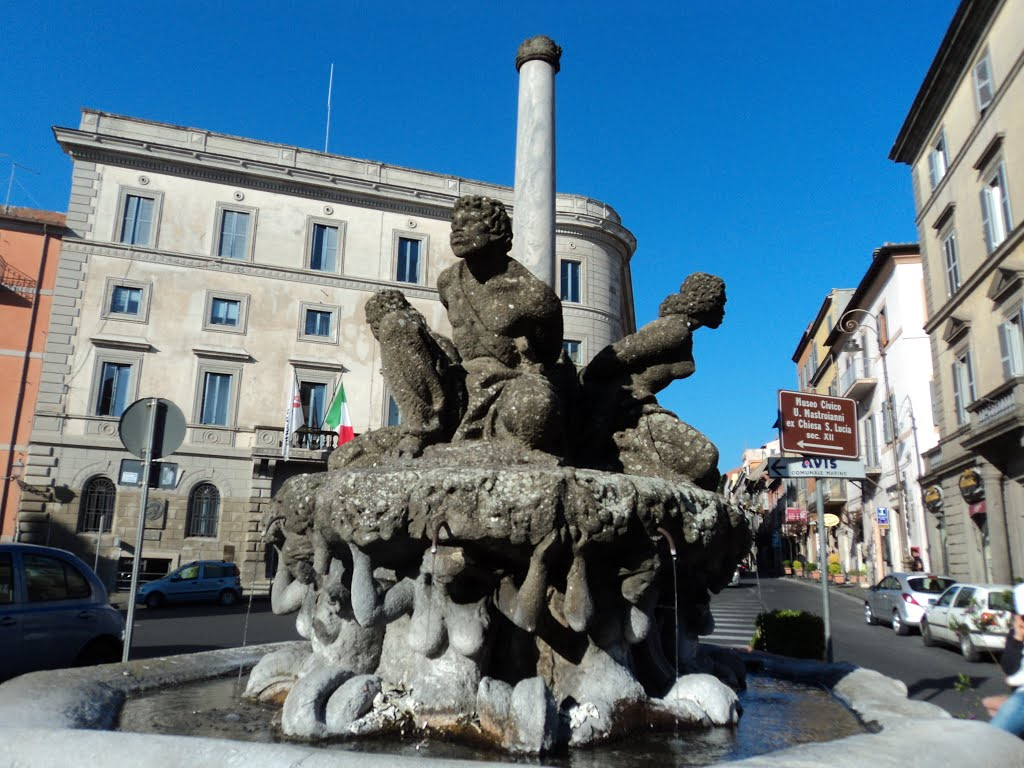 Museo Civico
U. Mastroianni
ex Chiesa S. Lucia
sec. XII
AVIS
COMUNALE MARINO